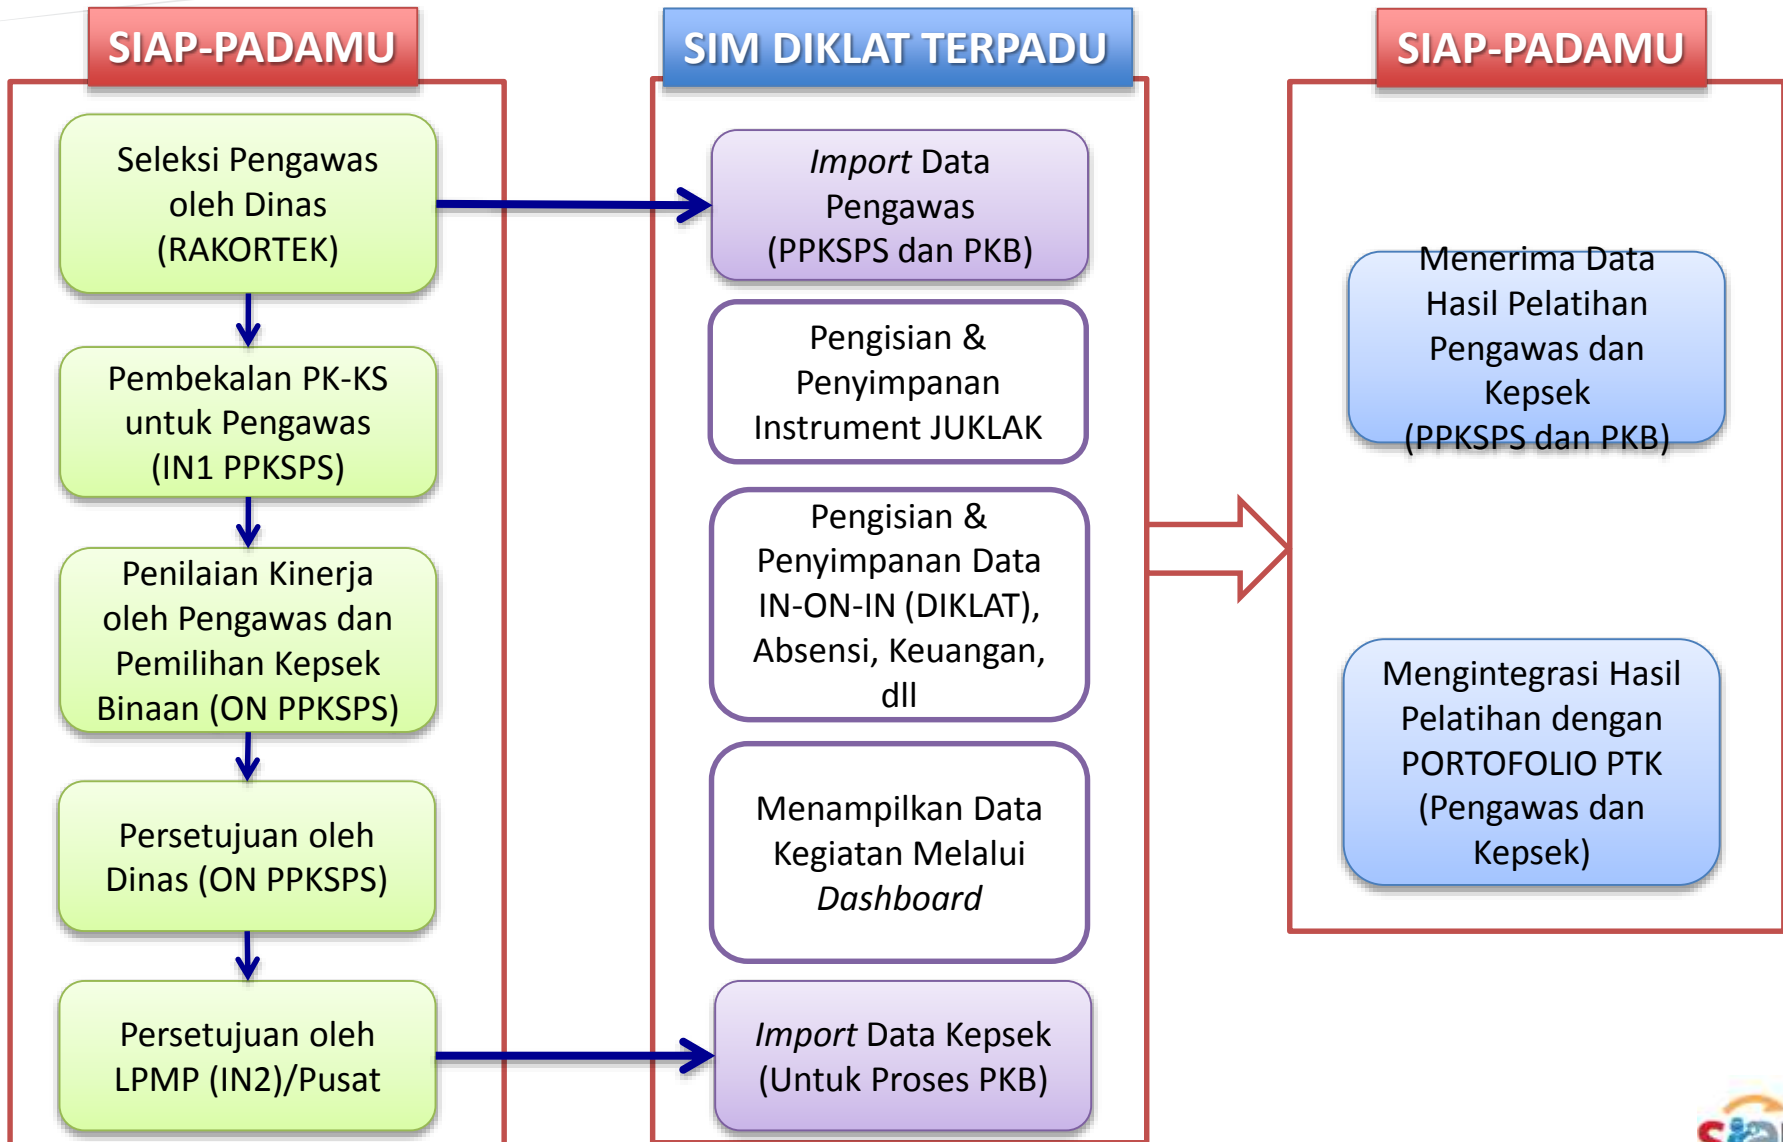 SIAP-PADAMU
Seleksi Pengawas
oleh Dinas
(RAKORTEK)
Pembekalan PK-KS
untuk Pengawas
(IN1 PPKSPS)
Penilaian Kinerja
oleh Pengawas dan
Pemilihan Kepsek
Binaan (ON PPKSPS)
Persetujuan oleh
Dinas (ON PPKSPS)
Persetujuan oleh
LPMP (IN2)/Pusat
SIM DIKLAT TERPADU
Import Data
Pengawas
(PPKSPS dan PKB)
Pengisian &
Penyimpanan
Instrument JUKLAK
Pengisian &
Penyimpanan Data
IN-ON-IN (DIKLAT),
Absensi, Keuangan,
dll
Menampilkan Data
Kegiatan Melalui
Dashboard
Import Data Kepsek
(Untuk Proses PKB)
SIAP-PADAMU
Menerima Data
Hasil Pelatihan
Pengawas dan
Kepsek
(PPKSPS dan PKB)
Mengintegrasi Hasil
Pelatihan dengan
PORTOFOLIO PTK
(Pengawas dan
Kepsek)